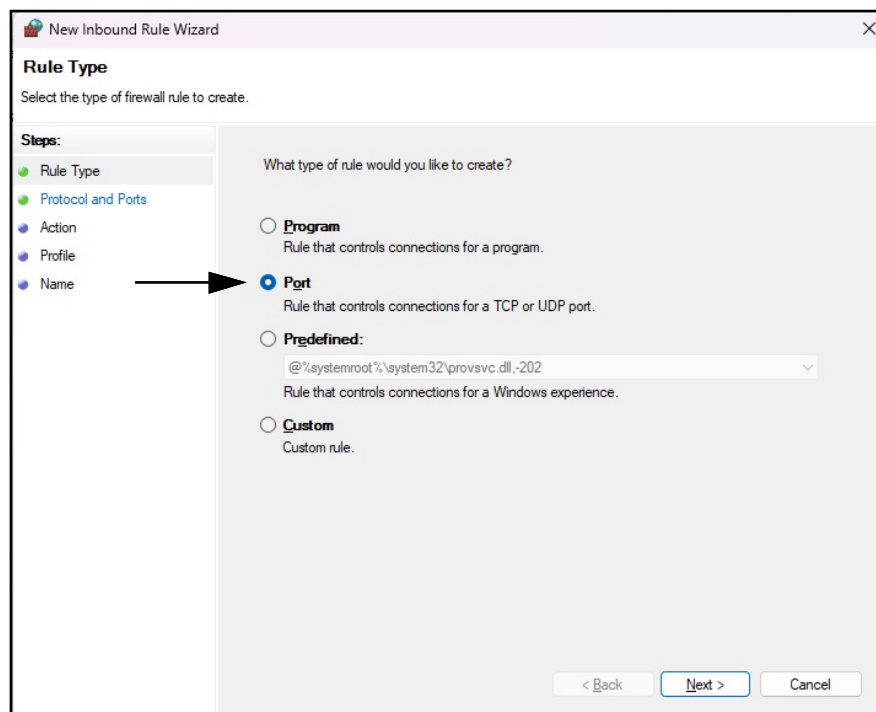 New Inbound Rule Wizard
Rule Type
Select the type of firewall rule to create.
Steps:
Rule Type
Protocol and Ports
Action
Profile
Name
What type of rule would you like to create?
Program
Rule that controls connections for a program.
Port
Rule that controls connections for a TCP or UDP port.
Predefined:
@%systemroot%\system32\provsvc.dll,-202
Rule that controls connections for a Windows experience.
Custom
Custom rule.
< Back Next > Cancel